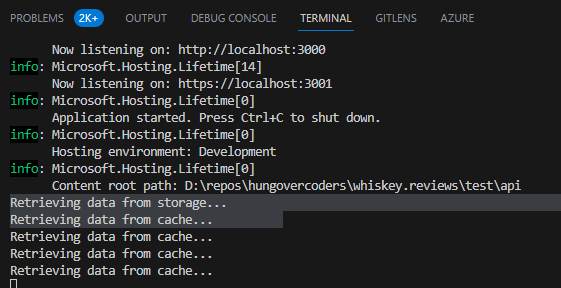 PROBLEMS 2K+ OUTPUT DEBUG CONSOLE TERMINAL GITLENS AZURE
Now listening on: http://localhost:3000
info: Microsoft.Hosting.Lifetime[14]
Now listening on: https://localhost:3001
info: Microsoft.Hosting.Lifetime[0]
Application started. Press Ctrl+C to shut down.
info: Microsoft.Hosting.Lifetime[0]
Hosting environment: Development
info: Microsoft.Hosting.Lifetime[0]
Content root path: D:\repos\hungovercoders\whiskey.reviews\test\api
Retrieving data from storage...
Retrieving data from cache...
Retrieving data from cache...
Retrieving data from cache...
Retrieving data from cache...